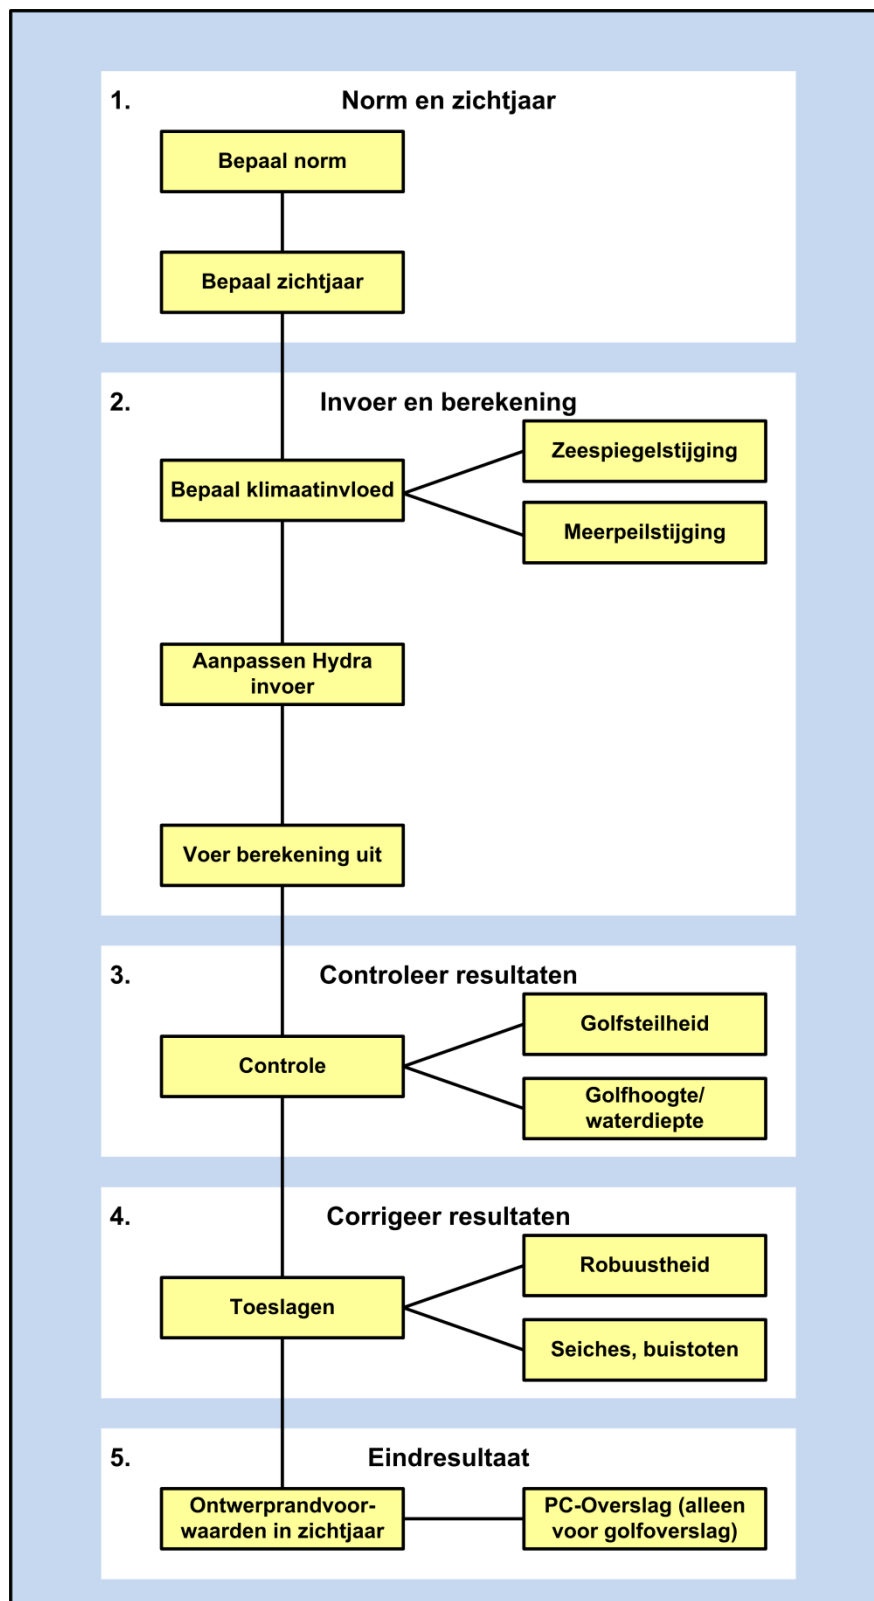 1. Norm en zichtjaar
Bepaal norm
Bepaal zichtjaar
2. Invoer en berekening
Zeespiegelstijging
Bepaal klimaatinvloed
Meerpeilstijging
Aanpassen Hydra
invoer
Voer berekening uit
3. Controleer resultaten
Golfsteilheid
Controle
Golfhoogte/
waterdiepte
4. Corrigeer resultaten
Robuustheid
Toeslagen
Seiches, buistoten
5. Eindresultaat
Ontwerprandvoor-
waarden in zichtjaar
PC-Overslag (alleen
voor golfoverslag)